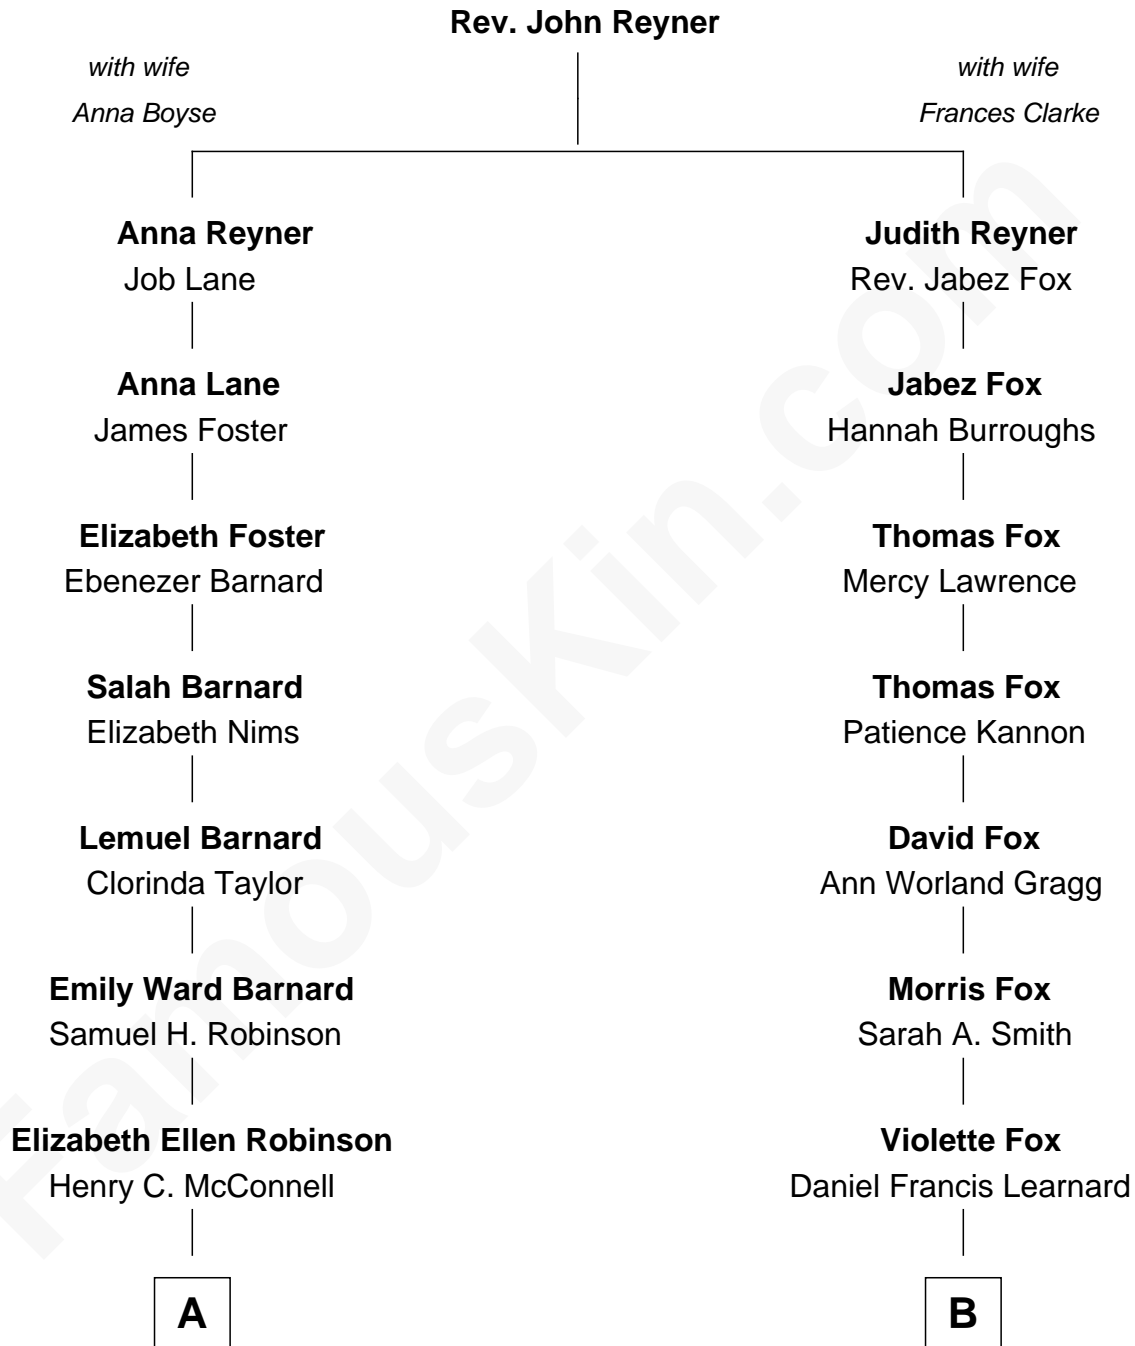 Rev. John Reyner
with wife
Anna Boyse
with wife
Frances Clarke
Anna Reyner
Job Lane
Judith Reyner
Rev. Jabez Fox
Anna Lane
James Foster
Jabez Fox
Hannah Burroughs
Elizabeth Foster
Ebenezer Barnard
Thomas Fox
Mercy Lawrence
Salah Barnard
Elizabeth Nims
Thomas Fox
Patience Kannon
Lemuel Barnard
Clorinda Taylor
David Fox
Ann Worland Gragg
Emily Ward Barnard
Samuel H. Robinson
Morris Fox
Sarah A. Smith
Elizabeth Ellen Robinson
Henry C. McConnell
Violette Fox
Daniel Francis Learnard
A
B
FamousKin.com